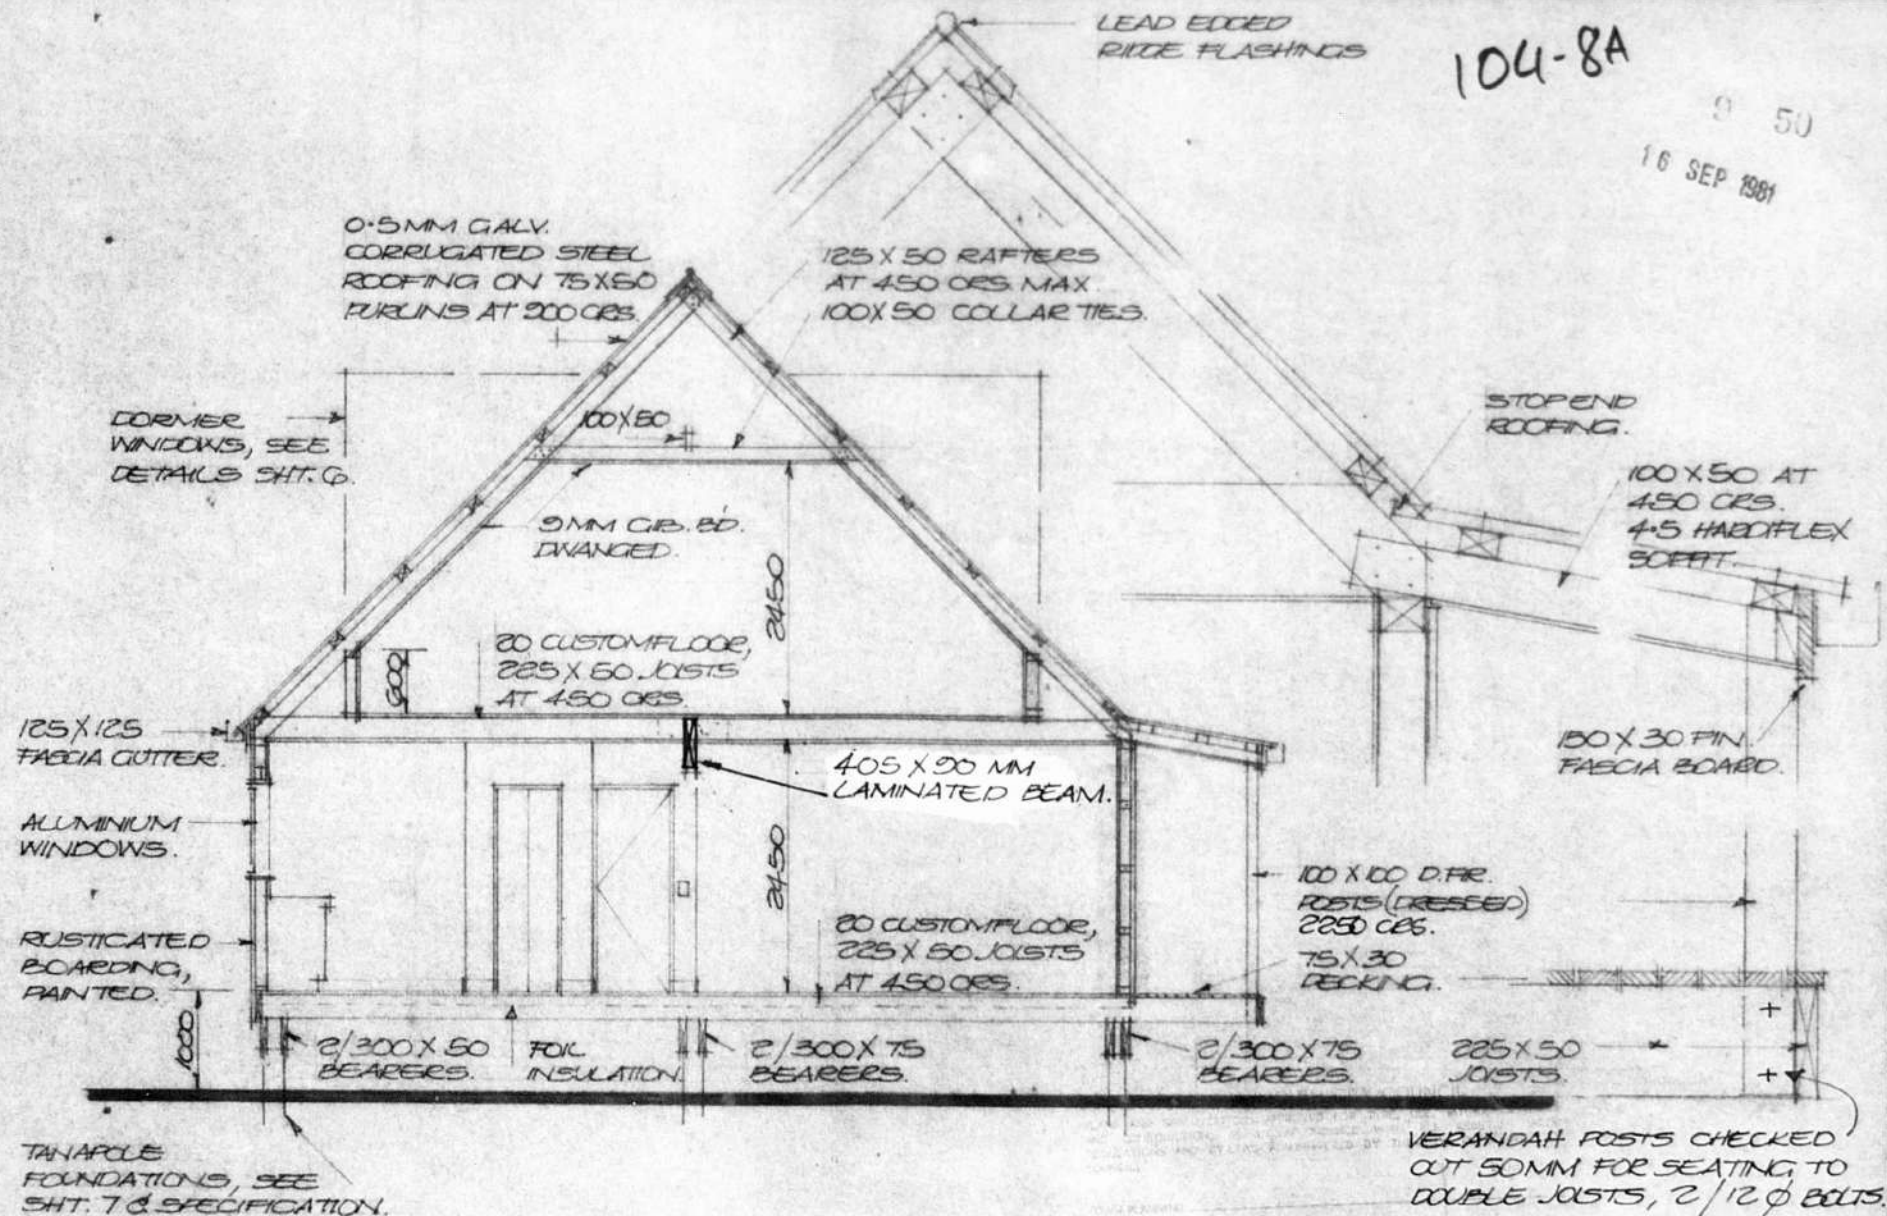 LEAD EDGED
RIDGE FLASHINGS
104-8A
9 50
16 SEP 1981
0.5MM GALV.
CORRUGATED STEEL
ROOFING ON 75X50
PURLINS AT 900 CRS.
125 X 50 RAFTERS
AT 450 CRS. MAX.
100X50 COLLAR TIES.
DORMER
WINDOWS, SEE
DETAILS SHT. 6.
100X50
STOP END
ROOFING.
100 X 50 AT
450 CRS.
4.5 HARDIFLEX
SOFFIT.
9MM GIB. BD.
DWANGED.
2450
600
20 CUSTOMFLOOR,
225 X 50 JOISTS
AT 450 CRS.
125 X 125
FASCIA GUTTER.
405 X 90 MM
LAMINATED BEAM.
150 X 30 PIN.
FASCIA BOARD.
ALUMINIUM
WINDOWS.
2450
100 X 100 D.FIR.
POSTS (DRESSED)
2250 CRS.
75 X 30
DECKING.
RUSTICATED
BOARDING,
PAINTED.
20 CUSTOMFLOOR,
225 X 50 JOISTS
AT 450 CRS.
1000
2/300 X 50
BEARERS.
FOIL
INSULATION.
2/300 X 75
BEARERS.
2/300 X 75
BEARERS.
225 X 50
JOISTS.
TANAPOLE
FOUNDATIONS, SEE
SHT. 7 & SPECIFICATION.
VERANDAH POSTS CHECKED
OUT 50MM FOR SEATING TO
DOUBLE JOISTS, 2/12 ϕ BOLTS.